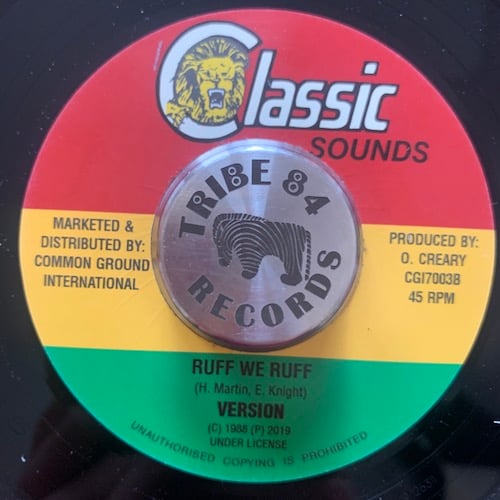 Classic
SOUNDS
TRIBE 84
RECORDS
MARKETED &
DISTRIBUTED BY:
COMMON GROUND
INTERNATIONAL
PRODUCED BY:
O. CREARY
CGI7003B
45 RPM
RUFF WE RUFF
(H. Martin, E. Knight)
VERSION
(C) 1988 (P) 2019
UNDER LICENSE
UNAUTHORISED COPYING IS PROHIBITED